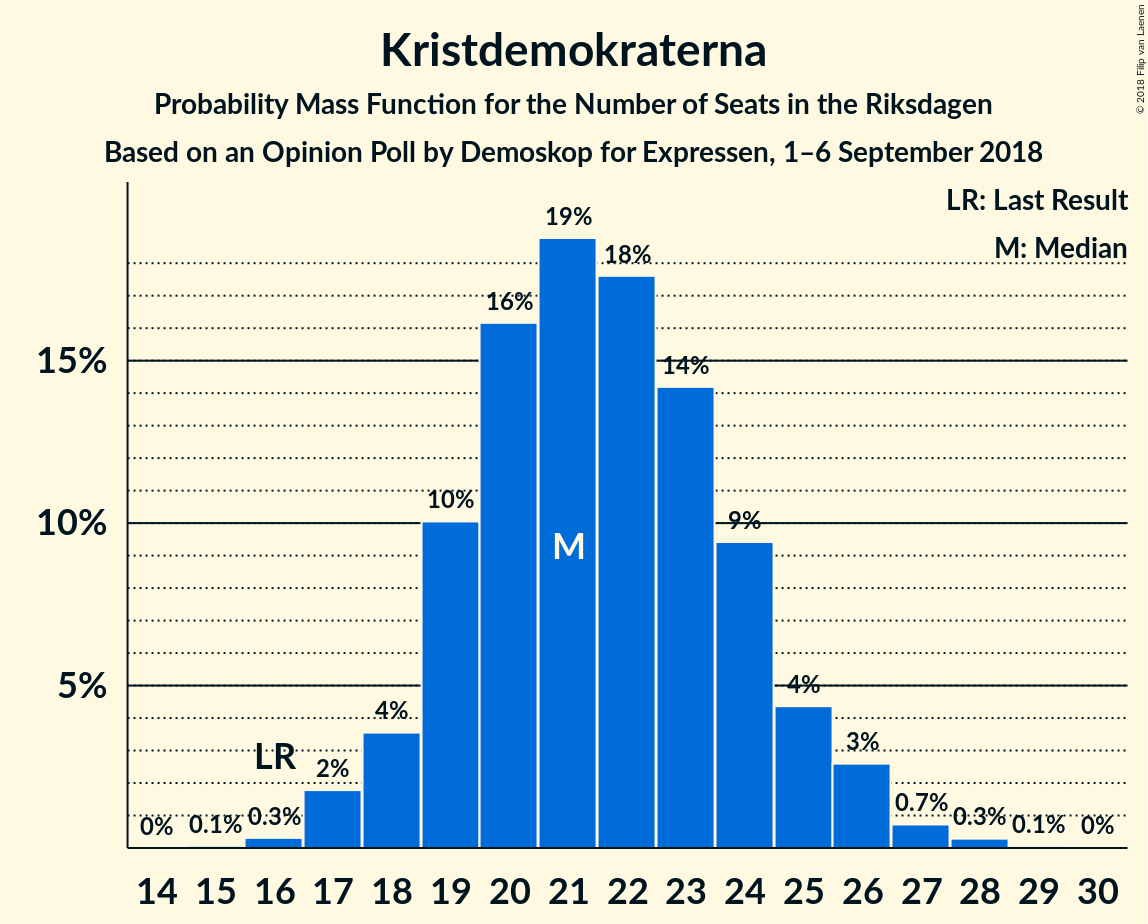 Kristdemokraterna
Probability Mass Function for the Number of Seats in the Riksdagen
Based on an Opinion Poll by Demoskop for Expressen, 1–6 September 2018
© 2018 Filip van Laenen
LR: Last Result
M: Median
15%
10%
5%
0%
0.1%
0.3%
LR
2%
4%
10%
16%
19%
M
18%
14%
9%
4%
3%
0.7%
0.3%
0.1%
0%
14 15 16 17 18 19 20 21 22 23 24 25 26 27 28 29 30